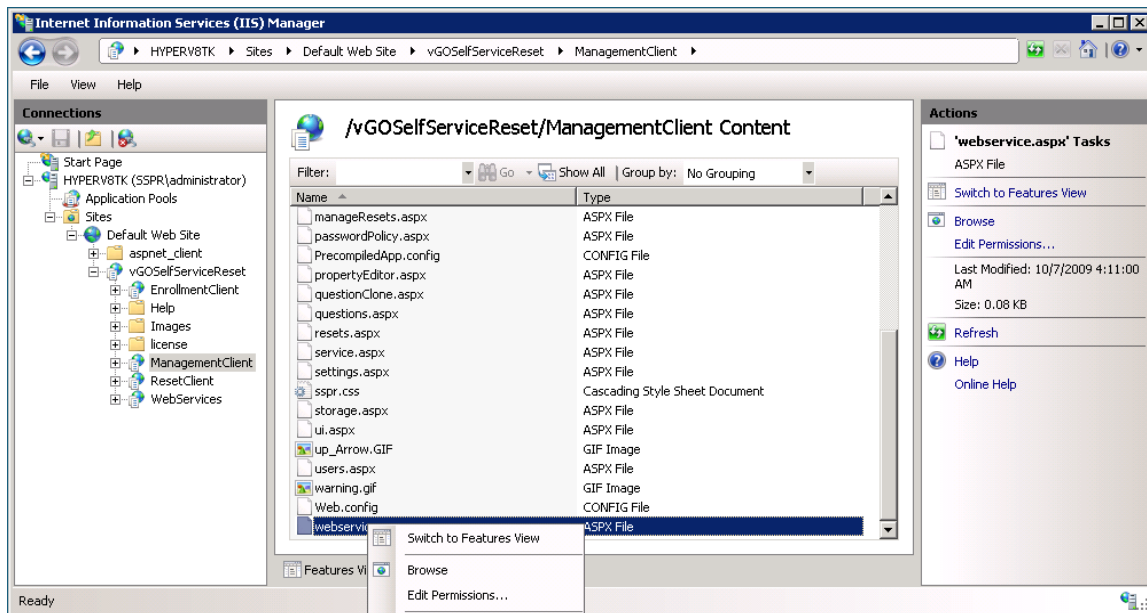 Internet Information Services (IIS) Manager
HYPERV8TK Sites Default Web Site vGOSelfServiceReset ManagementClient
File View Help
Connections
Start Page
HYPERV8TK (SSPR\administrator)
Application Pools
Sites
Default Web Site
aspnet_client
vGOSelfServiceReset
EnrollmentClient
Help
Images
license
ManagementClient
ResetClient
WebServices
/vGOSelfServiceReset/ManagementClient Content
Filter: Go Show All Group by: No Grouping
Name Type
manageResets.aspx ASPX File
passwordPolicy.aspx ASPX File
PrecompiledApp.config CONFIG File
propertyEditor.aspx ASPX File
questionClone.aspx ASPX File
questions.aspx ASPX File
resets.aspx ASPX File
service.aspx ASPX File
settings.aspx ASPX File
sspr.css Cascading Style Sheet Document
storage.aspx ASPX File
ui.aspx ASPX File
up_Arrow.GIF GIF Image
users.aspx ASPX File
warning.gif GIF Image
Web.config CONFIG File
webservic ASPX File
Switch to Features View
Browse
Edit Permissions...
Features Vi
Actions
'webservice.aspx' Tasks
ASPX File
Switch to Features View
Browse
Edit Permissions...
Last Modified: 10/7/2009 4:11:00
AM
Size: 0.08 KB
Refresh
Help
Online Help
Ready